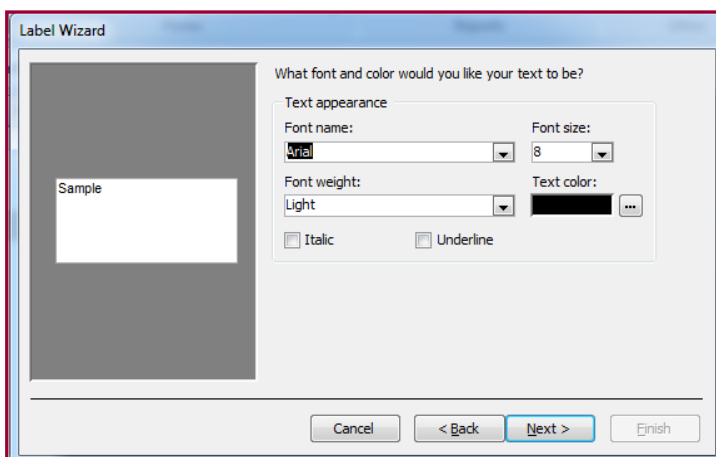 Label Wizard
What font and color would you like your text to be?
Text appearance
Font name:
Font size:
Arial
8
Sample
Font weight:
Text color:
Light
...
Italic
Underline
Cancel
< Back
Next >
Finish